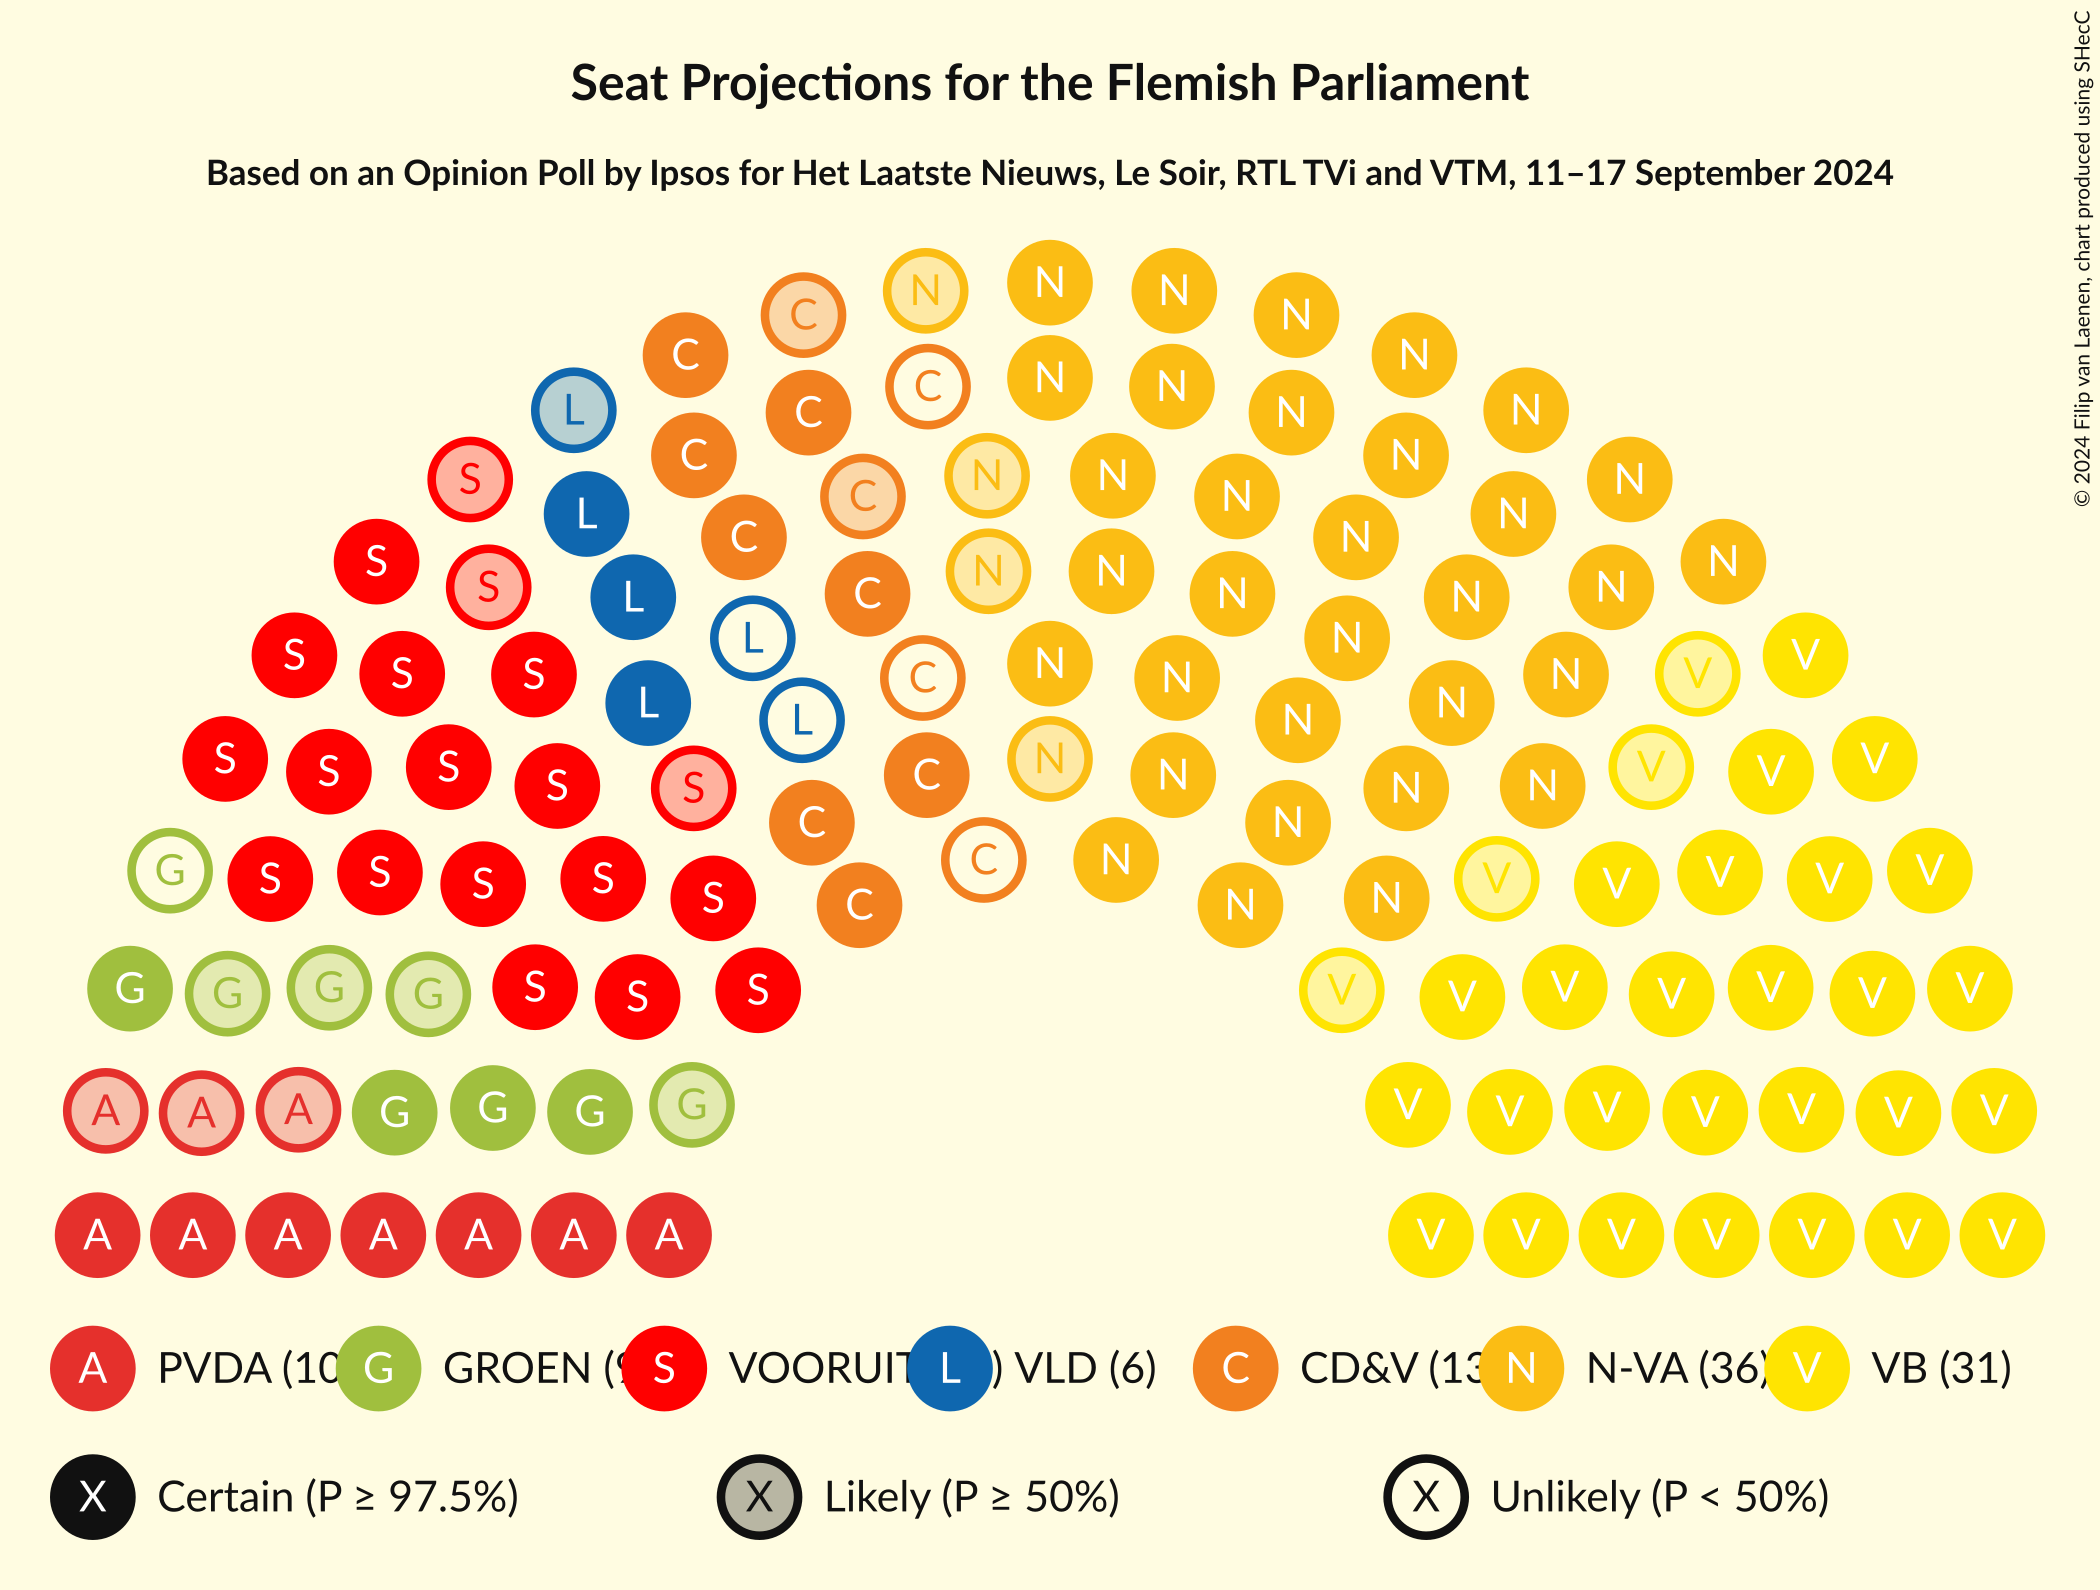 Seat Projections for the Flemish Parliament
Based on an Opinion Poll by Ipsos for Het Laatste Nieuws, Le Soir, RTL TVi and VTM, 11–17 September 2024
© 2024 Filip van Laenen, chart produced using SHecC
C N N N N
C N
L C C N N N N
C N
S C N N N N
L C N N
S S L C N N N N N N
S L N V
S S L C N N N N V
L N
S S S S S C N N N N V V V
C N
G S S S S S C C N N N V V V V V
G G G G S S S V V V V V V V
A A A G G G G V V V V V V V
A A A A A A A V V V V V V V
A PVDA (10 G GROEN ( S VOORUIT L ) VLD (6) C CD&V (13 N N-VA (36) V VB (31)
X Certain (P ≥ 97.5%) X Likely (P ≥ 50%) X Unlikely (P < 50%)